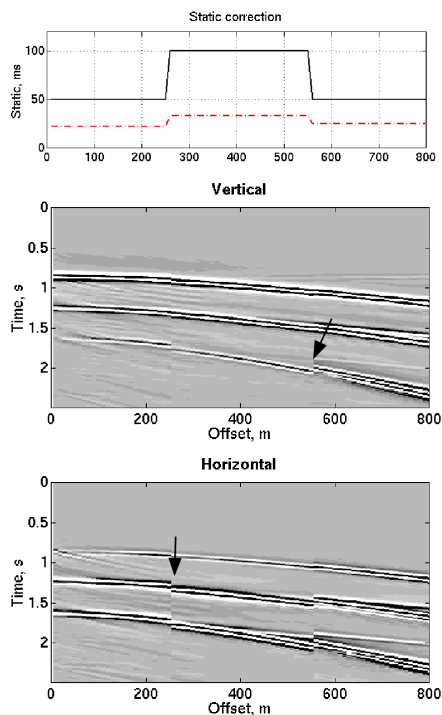 Static correction
Static, ms
100
50
0
0 100 200 300 400 500 600 700 800
Vertical
Time, s
0
0.5
1
1.5
2
0 200 400 600 800
Offset, m
Horizontal
Time, s
0
0.5
1
1.5
2
0 200 400 600 800
Offset, m